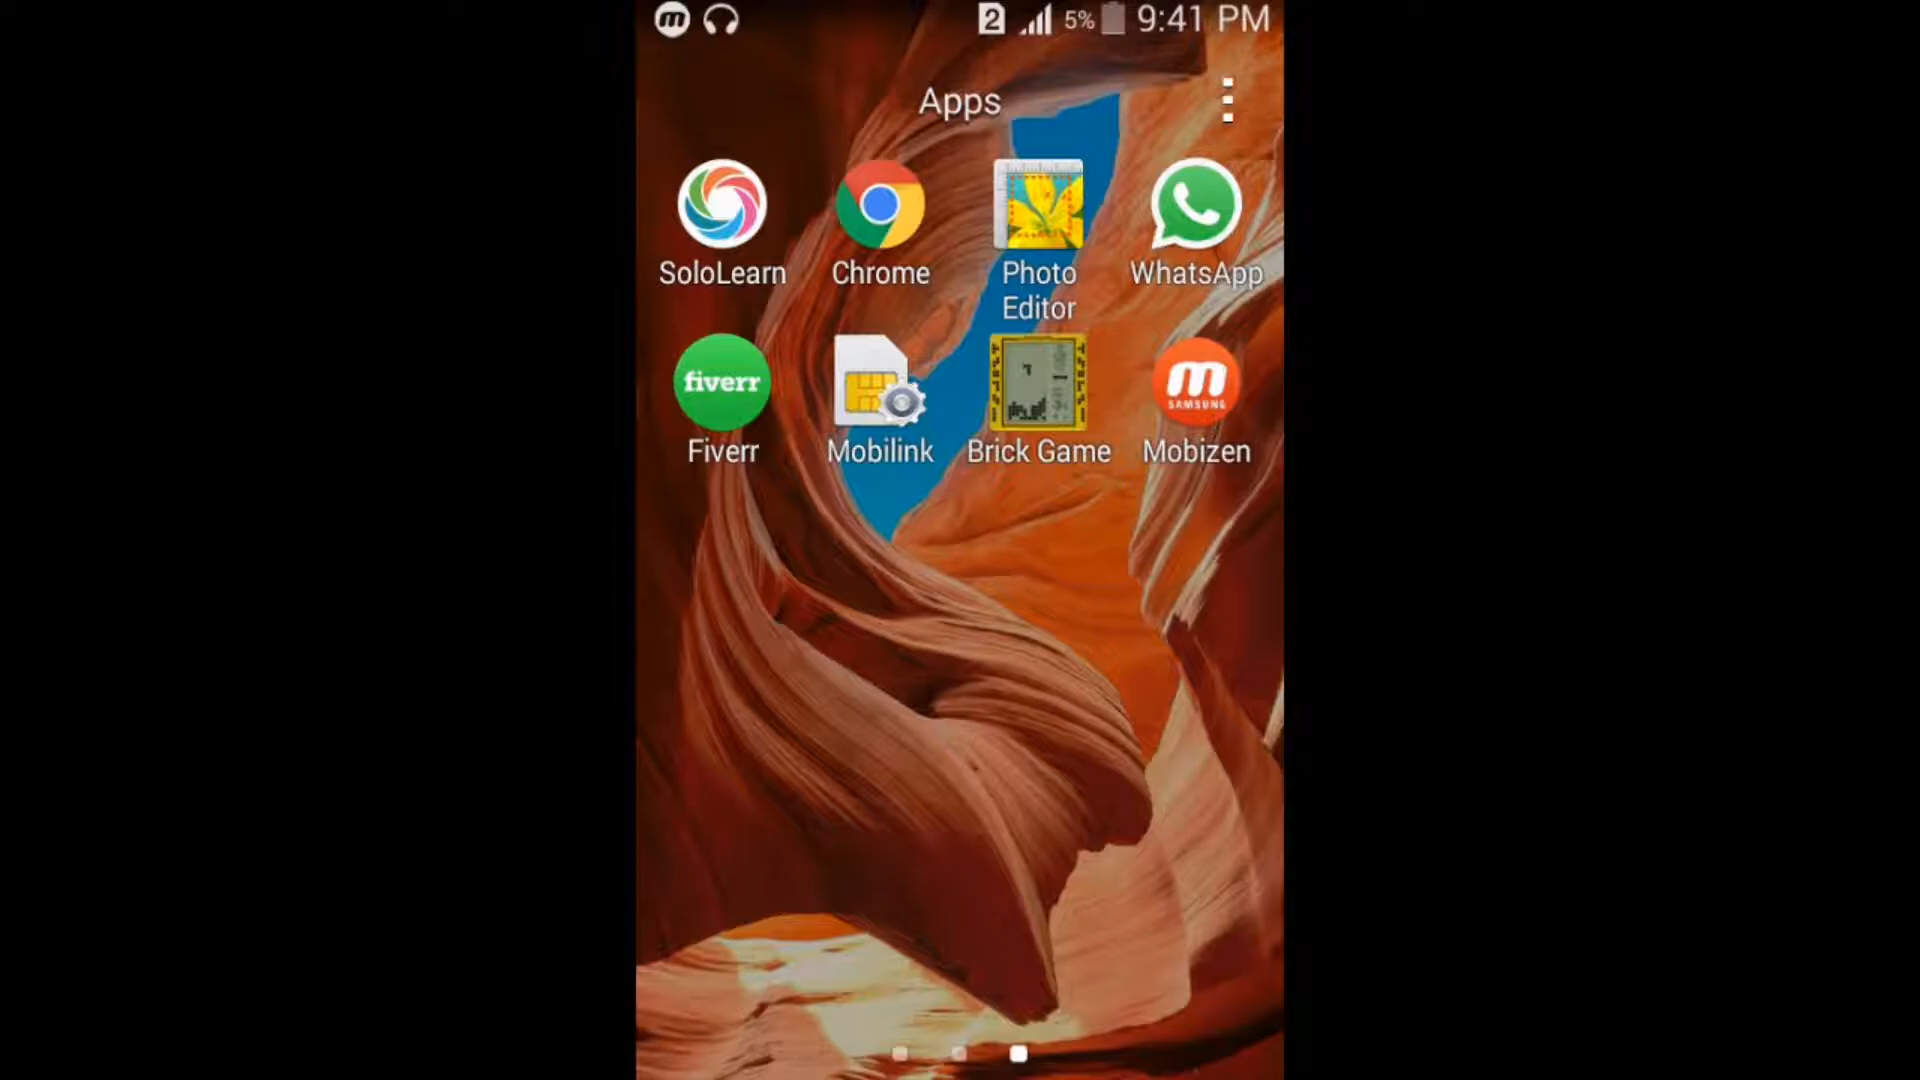 m 2 5% 9:41 PM
Apps
SoloLearn Chrome Photo Editor WhatsApp
fiverr m SAMSUNG
Fiverr Mobilink Brick Game Mobizen